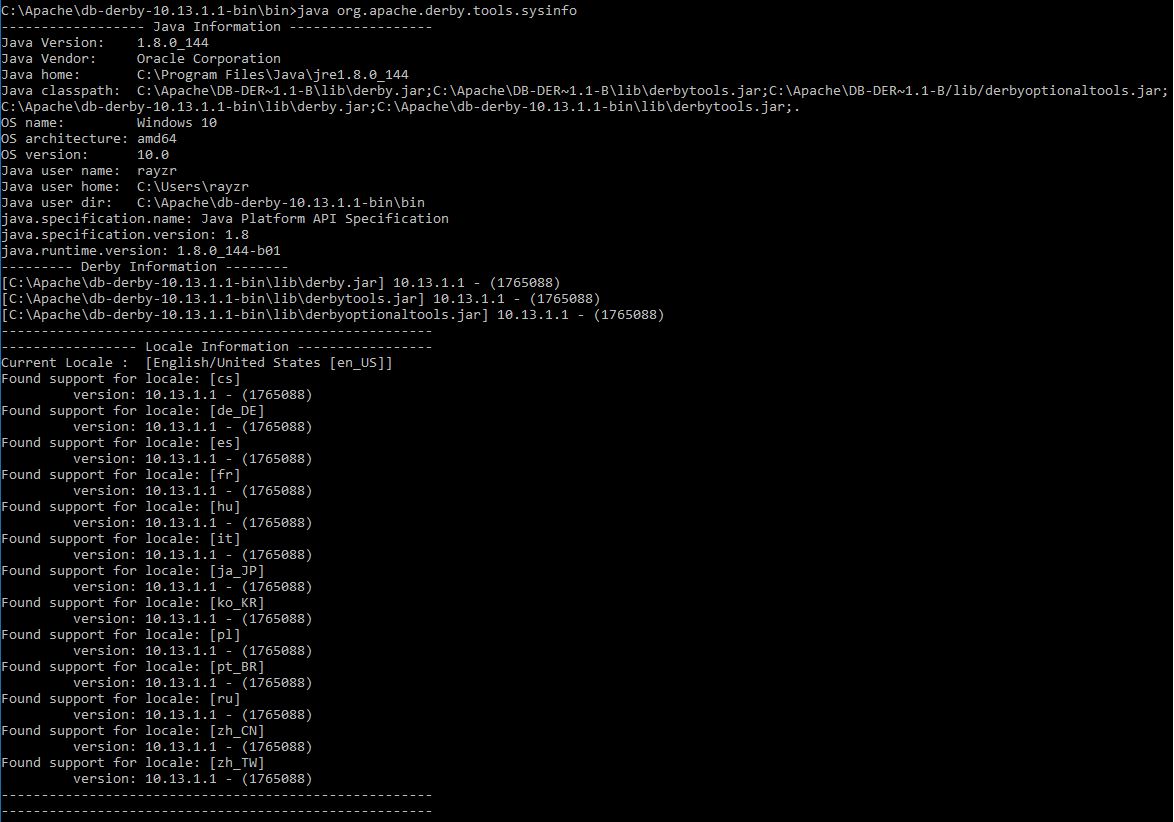 C:\Apache\db-derby-10.13.1.1-bin\bin>java org.apache.derby.tools.sysinfo
------------------ Java Information ------------------
Java Version:    1.8.0_144
Java Vendor:     Oracle Corporation
Java home:       C:\Program Files\Java\jre1.8.0_144
Java classpath:  C:\Apache\DB-DER~1.1-B\lib\derby.jar;C:\Apache\DB-DER~1.1-B\lib\derbytools.jar;C:\Apache\DB-DER~1.1-B/lib/derbyoptionaltools.jar;
C:\Apache\db-derby-10.13.1.1-bin\lib\derby.jar;C:\Apache\db-derby-10.13.1.1-bin\lib\derbytools.jar;.
OS name:         Windows 10
OS architecture: amd64
OS version:      10.0
Java user name:  rayzr
Java user home:  C:\Users\rayzr
Java user dir:   C:\Apache\db-derby-10.13.1.1-bin\bin
java.specification.name: Java Platform API Specification
java.specification.version: 1.8
java.runtime.version: 1.8.0_144-b01
--------- Derby Information --------
[C:\Apache\db-derby-10.13.1.1-bin\lib\derby.jar] 10.13.1.1 - (1765088)
[C:\Apache\db-derby-10.13.1.1-bin\lib\derbytools.jar] 10.13.1.1 - (1765088)
[C:\Apache\db-derby-10.13.1.1-bin\lib\derbyoptionaltools.jar] 10.13.1.1 - (1765088)
------------------------------------------------------
----------------- Locale Information -----------------
Current Locale :  [English/United States [en_US]]
Found support for locale: [cs]
         version: 10.13.1.1 - (1765088)
Found support for locale: [de_DE]
         version: 10.13.1.1 - (1765088)
Found support for locale: [es]
         version: 10.13.1.1 - (1765088)
Found support for locale: [fr]
         version: 10.13.1.1 - (1765088)
Found support for locale: [hu]
         version: 10.13.1.1 - (1765088)
Found support for locale: [it]
         version: 10.13.1.1 - (1765088)
Found support for locale: [ja_JP]
         version: 10.13.1.1 - (1765088)
Found support for locale: [ko_KR]
         version: 10.13.1.1 - (1765088)
Found support for locale: [pl]
         version: 10.13.1.1 - (1765088)
Found support for locale: [pt_BR]
         version: 10.13.1.1 - (1765088)
Found support for locale: [ru]
         version: 10.13.1.1 - (1765088)
Found support for locale: [zh_CN]
         version: 10.13.1.1 - (1765088)
Found support for locale: [zh_TW]
         version: 10.13.1.1 - (1765088)
------------------------------------------------------
------------------------------------------------------